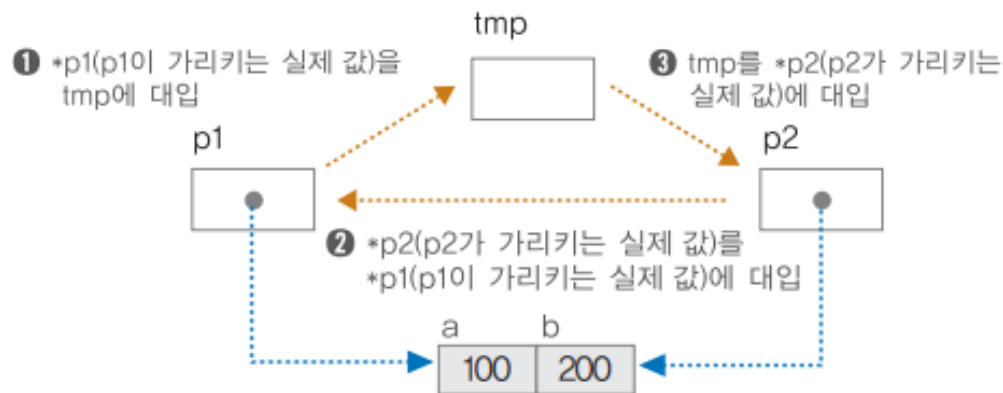 tmp
❶ *p1(p1이 가리키는 실제 값)을
tmp에 대입
❸ tmp를 *p2(p2가 가리키는
실제 값)에 대입
p1
p2
❷ *p2(p2가 가리키는 실제 값)를
*p1(p1이 가리키는 실제 값)에 대입
a b
100 200